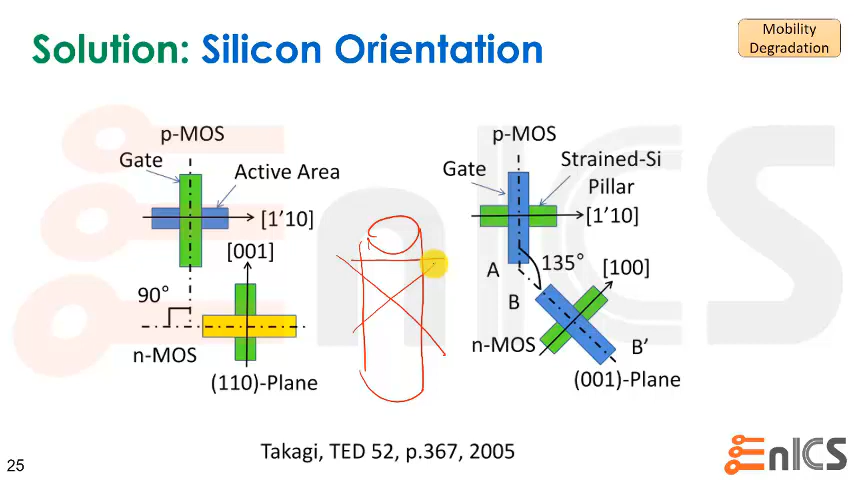 Solution: Silicon Orientation
Mobility
Degradation
p-MOS
Gate
Active Area
[1'10]
[001]
90°
n-MOS
(110)-Plane
p-MOS
Gate
Strained-Si
Pillar
[1'10]
A
135°
[100]
B
n-MOS
B'
(001)-Plane
Takagi, TED 52, p.367, 2005
25
EnICS